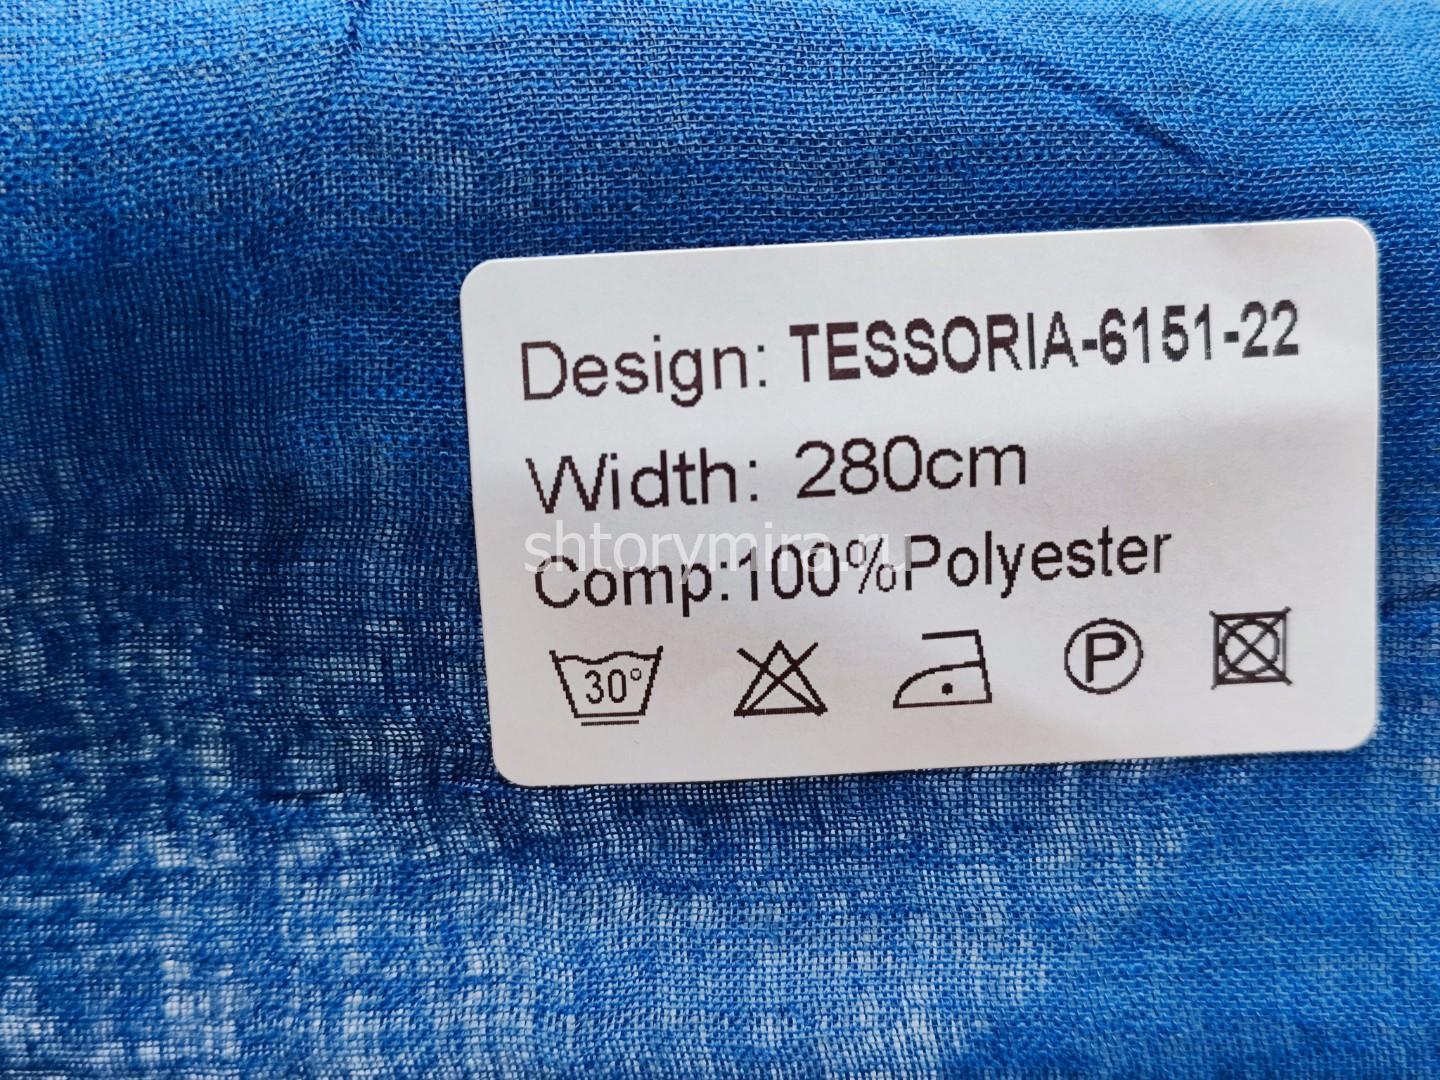 Design: TESSORIA-6151-22
Width: 280cm
shtorymira.ru
Comp:100%Polyester
30°
P